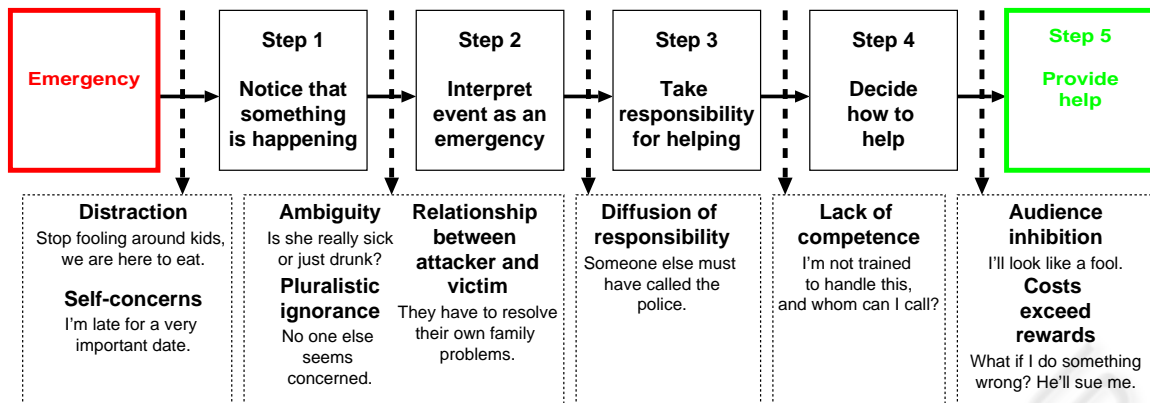 Emergency
Step 1
Notice that
something
is happening
Step 2
Interpret
event as an
emergency
Step 3
Take
responsibility
for helping
Step 4
Decide
how to
help
Step 5
Provide
help
Distraction
Stop fooling around kids,
we are here to eat.
Self-concerns
I'm late for a very
important date.
Ambiguity
Is she really sick
or just drunk?
Pluralistic
ignorance
No one else
seems
concerned.
Relationship
between
attacker and
victim
They have to resolve
their own family
problems.
Diffusion of
responsibility
Someone else must
have called the
police.
Lack of
competence
I'm not trained
to handle this,
and whom can I call?
Audience
inhibition
I'll look like a fool.
Costs
exceed
rewards
What if I do something
wrong? He'll sue me.